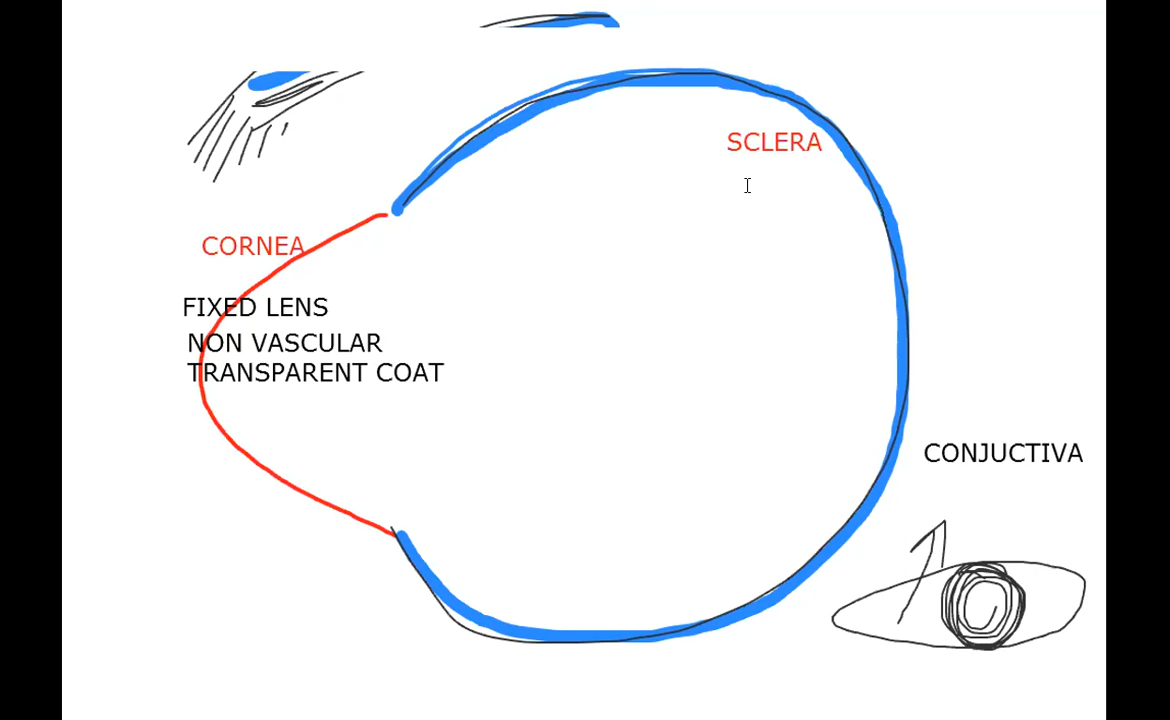 SCLERA
CORNEA
FIXED LENS
NON VASCULAR
TRANSPARENT COAT
CONJUCTIVA